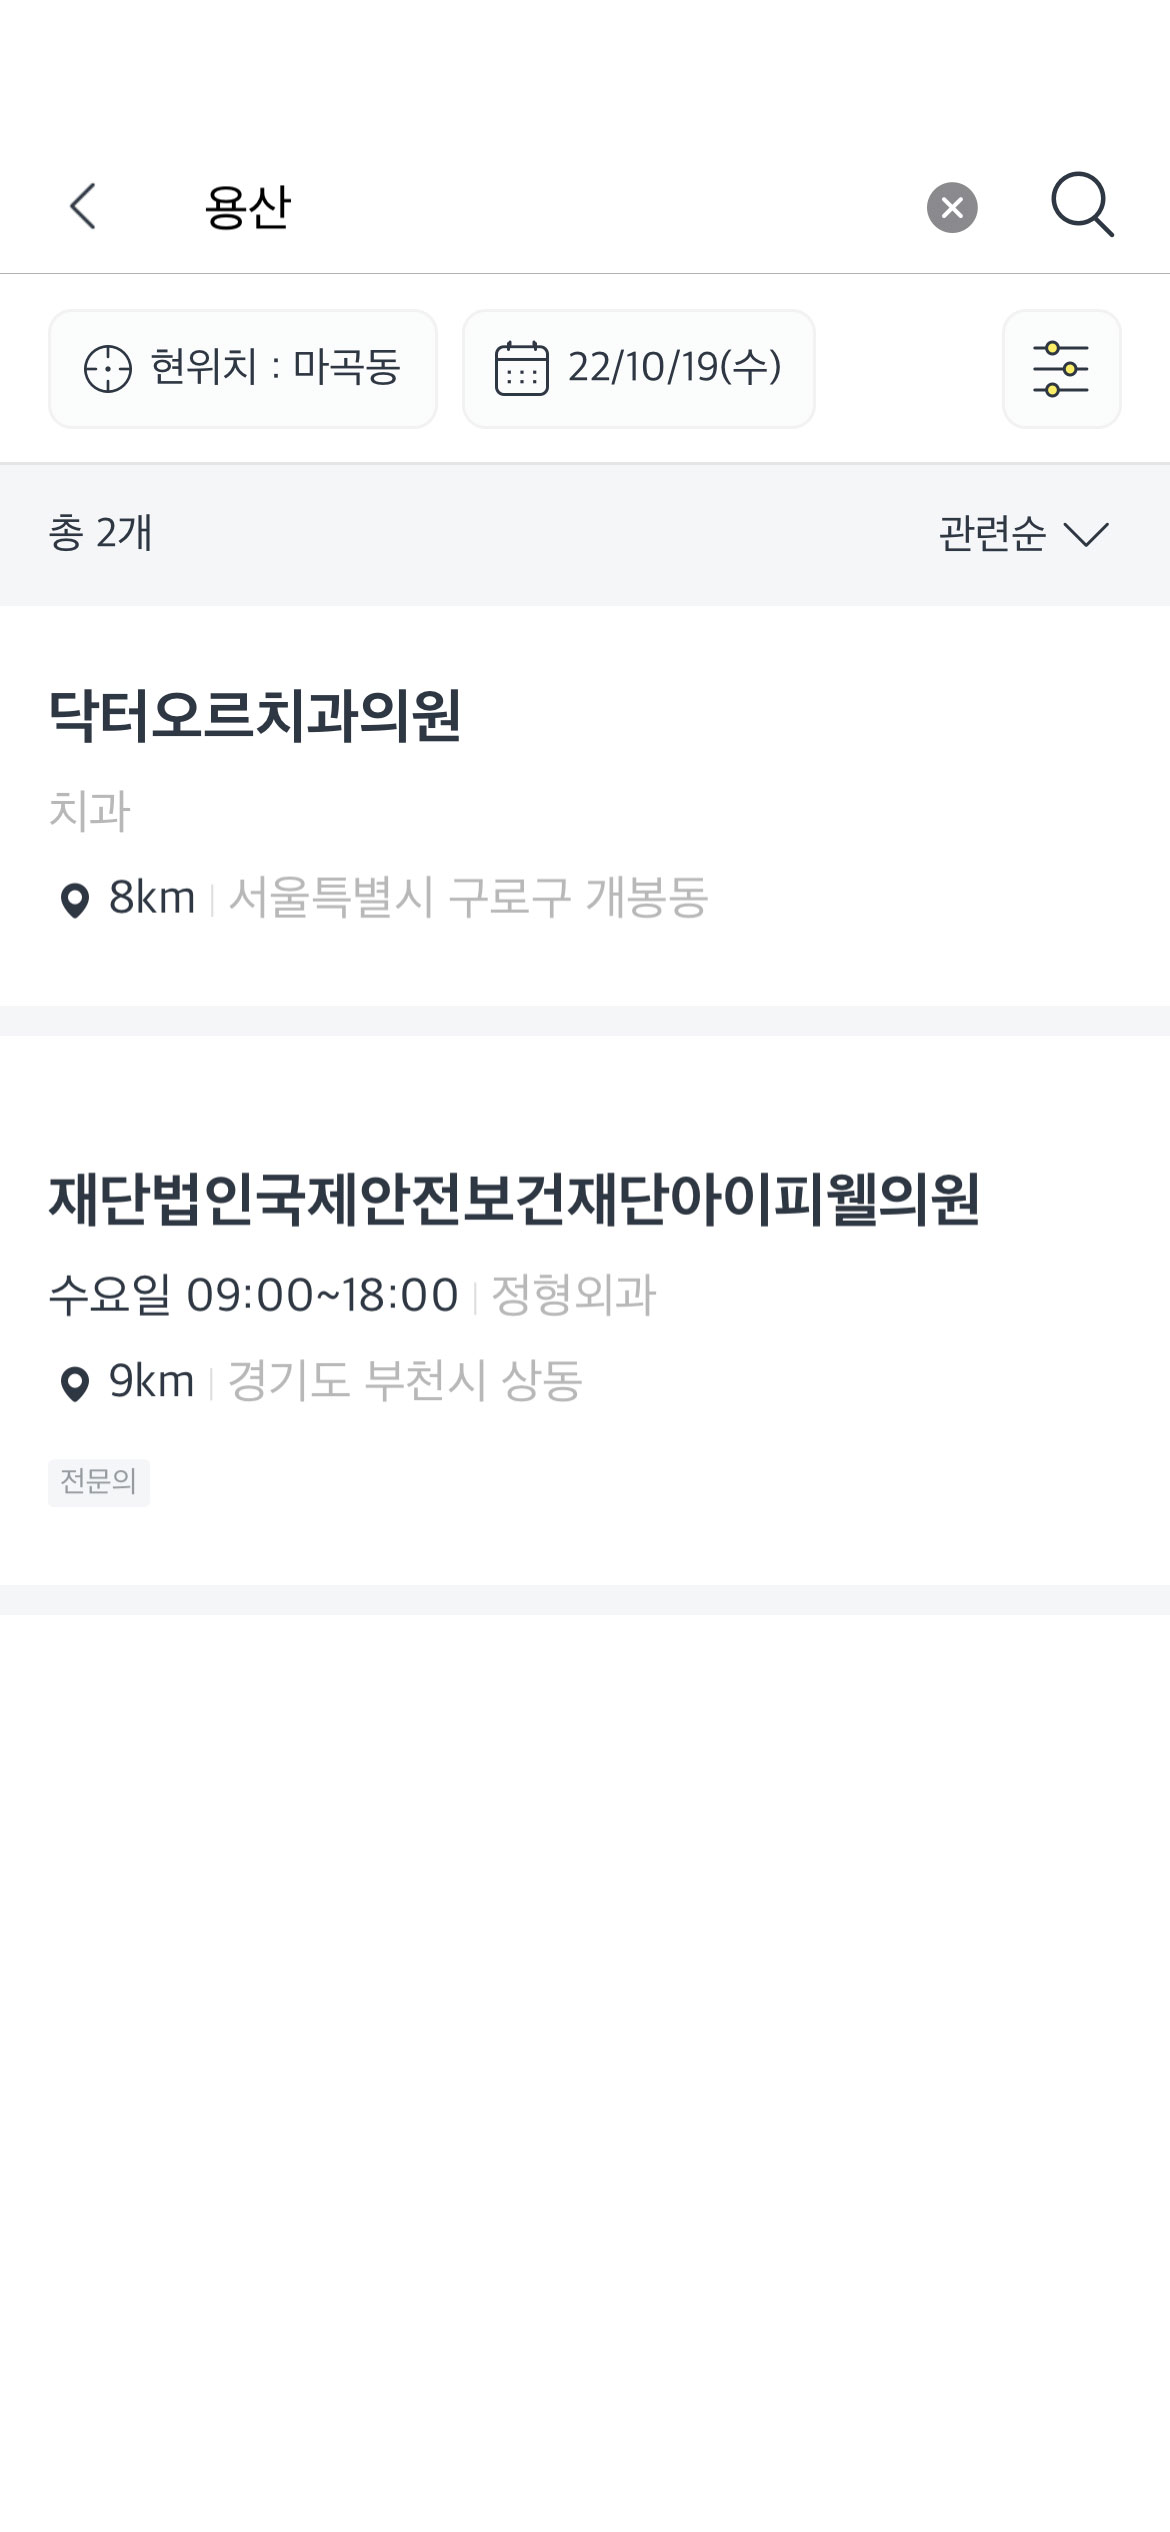 용산
현위치 : 마곡동
22/10/19(수)
총 2개
관련순
닥터오르치과의원
치과
8km | 서울특별시 구로구 개봉동
재단법인국제안전보건재단아이피웰의원
수요일 09:00~18:00 | 정형외과
9km | 경기도 부천시 상동
전문의